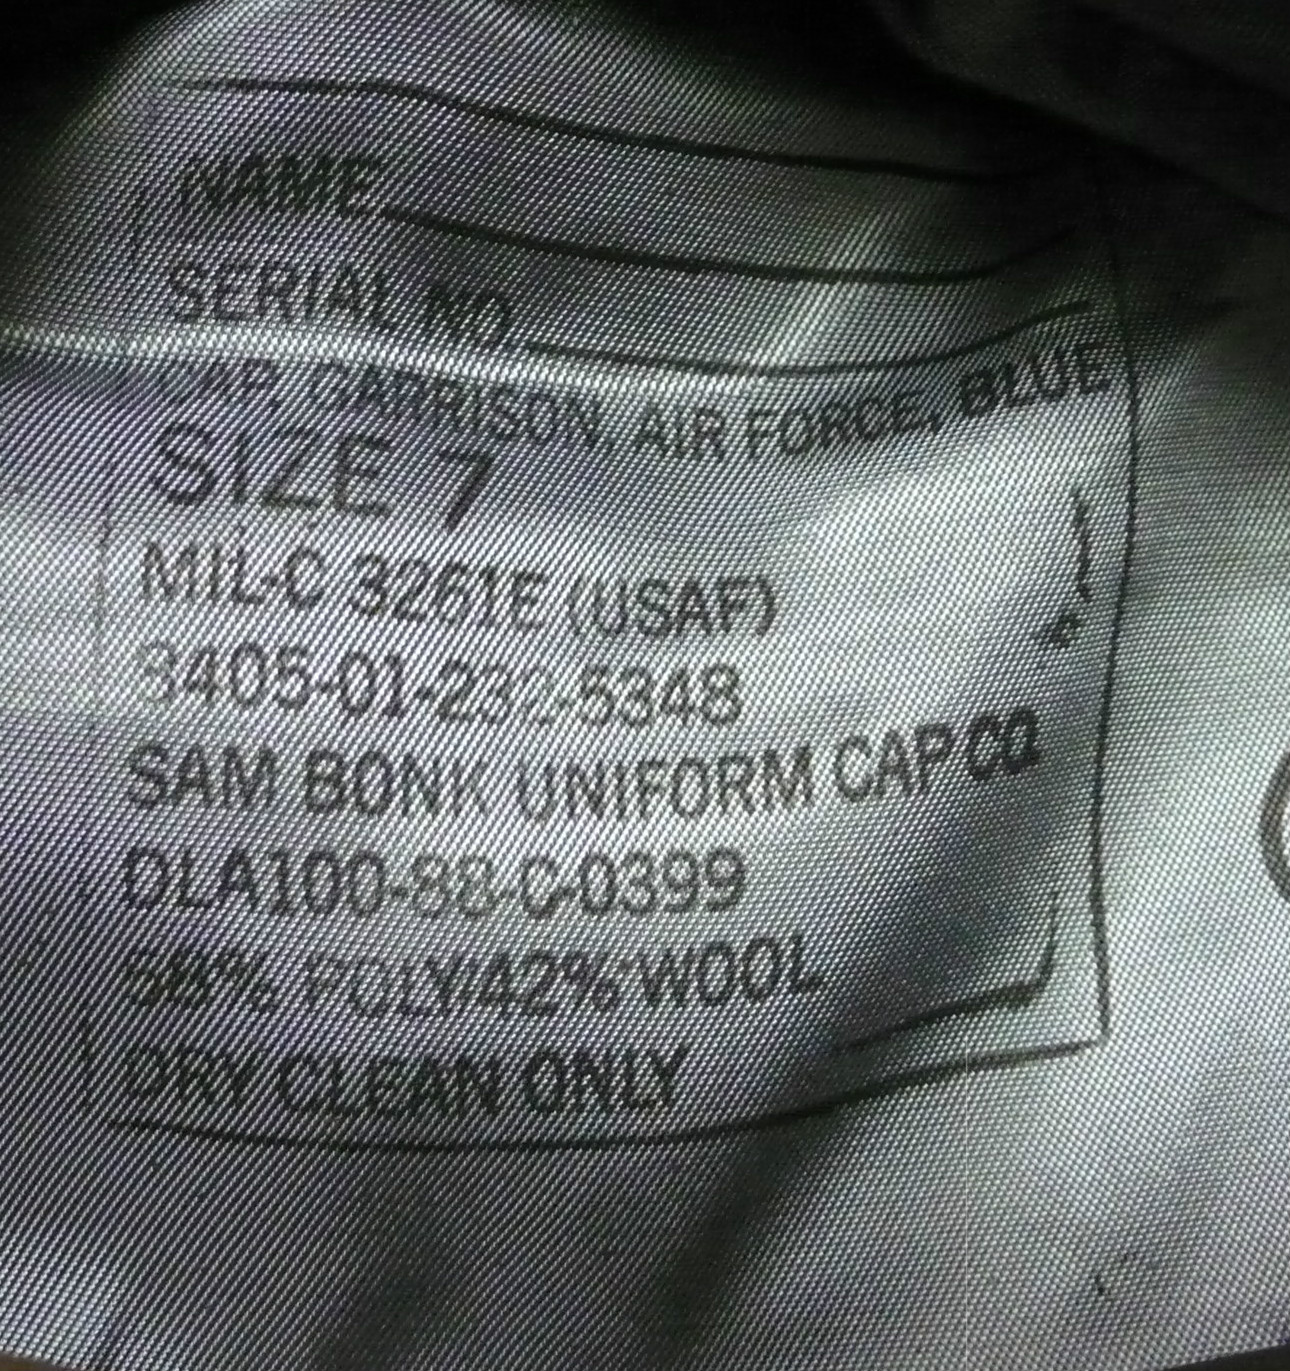 NAME
SERIAL NO
CAP, GARRISON, AIR FORCE, BLUE
SIZE 7
MIL-C 3261E (USAF)
8405-01-232-5348
SAM BONK UNIFORM CAP CO.
DLA100-88-C-0399
58% POLY/42% WOOL
DRY CLEAN ONLY